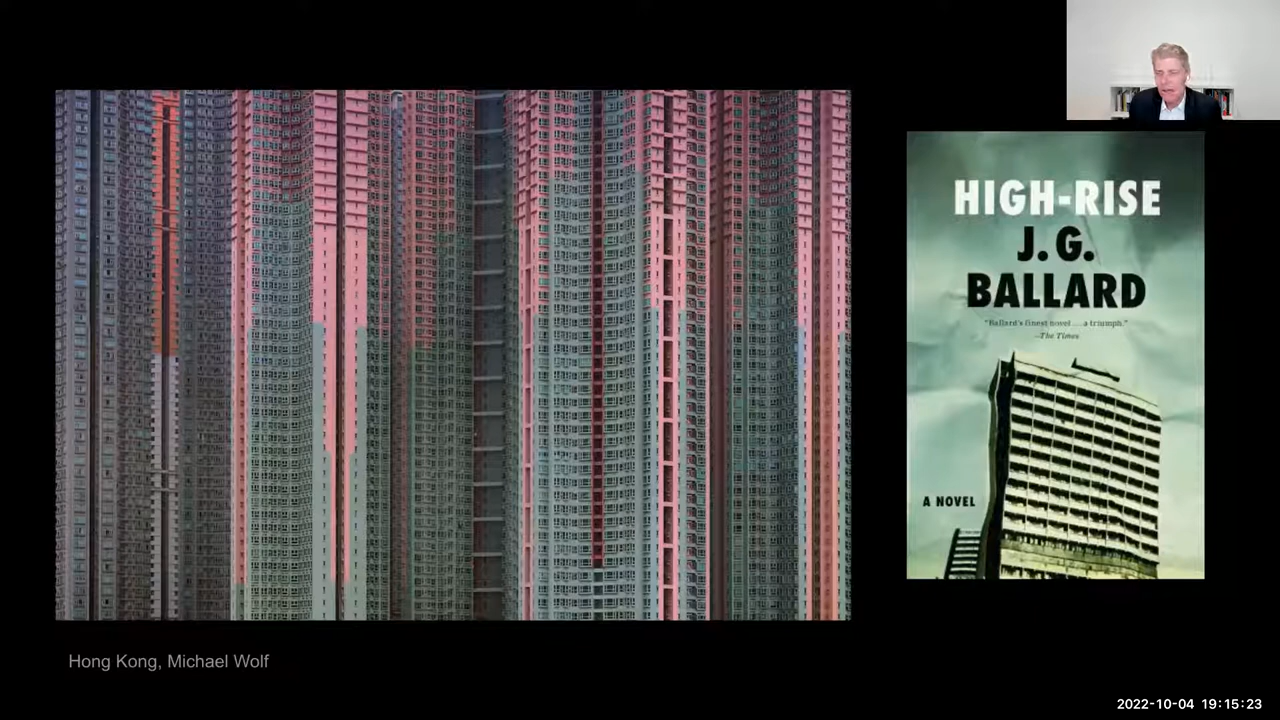 HIGH-RISE
J. G.
BALLARD
"Ballard's finest novel . . . a triumph."
—The Times
A NOVEL
Hong Kong, Michael Wolf
2022-10-04 19:15:23